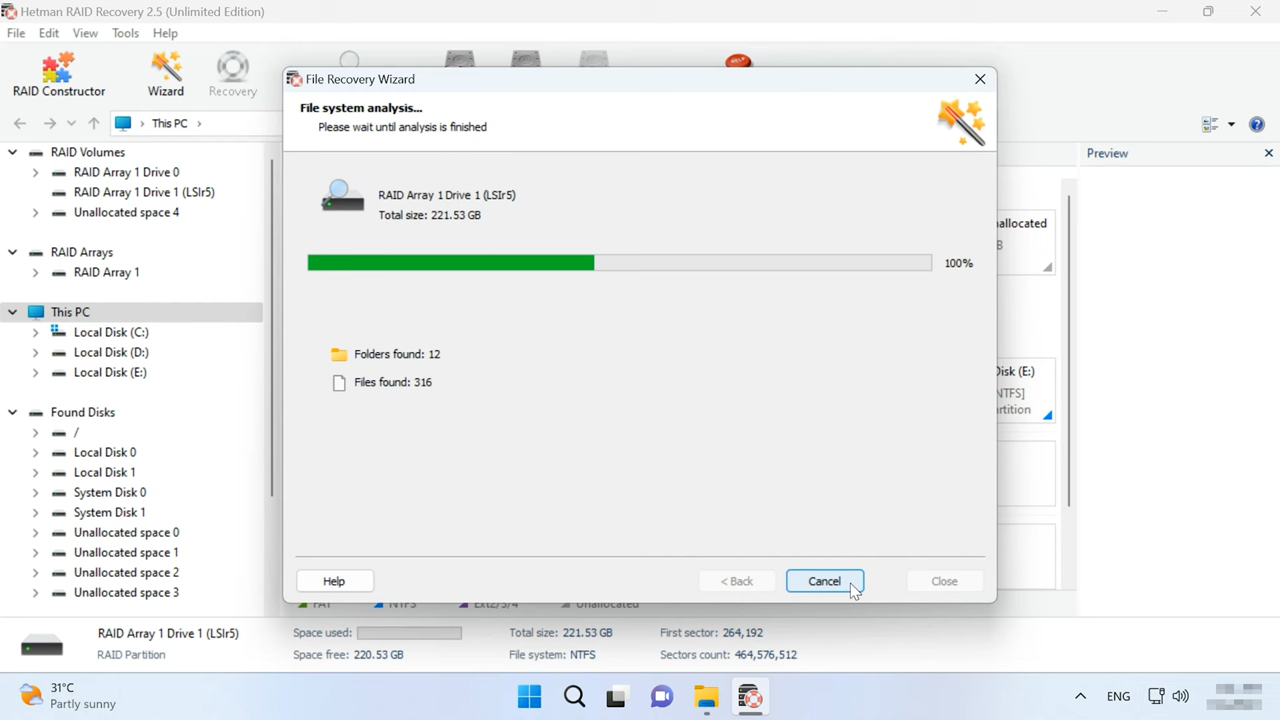 Hetman RAID Recovery 2.5 (Unlimited Edition)
File Edit View Tools Help
RAID Constructor
Wizard
Recovery
This PC
RAID Volumes
RAID Array 1 Drive 0
RAID Array 1 Drive 1 (LSIr5)
Unallocated space 4
RAID Arrays
RAID Array 1
This PC
Local Disk (C:)
Local Disk (D:)
Local Disk (E:)
Found Disks
/
Local Disk 0
Local Disk 1
System Disk 0
System Disk 1
Unallocated space 0
Unallocated space 1
Unallocated space 2
Unallocated space 3
File Recovery Wizard
File system analysis...
Please wait until analysis is finished
RAID Array 1 Drive 1 (LSIr5)
Total size: 221.53 GB
100%
Folders found: 12
Files found: 316
Help
< Back
Cancel
Close
Preview
allocated
B
Disk (E:)
NTFS]
rtition
FAT NTFS Ext2/3/4 Unallocated
RAID Array 1 Drive 1 (LSIr5)
RAID Partition
Space used:
Space free: 220.53 GB
Total size: 221.53 GB
File system: NTFS
First sector: 264,192
Sectors count: 464,576,512
31°C
Partly sunny
ENG